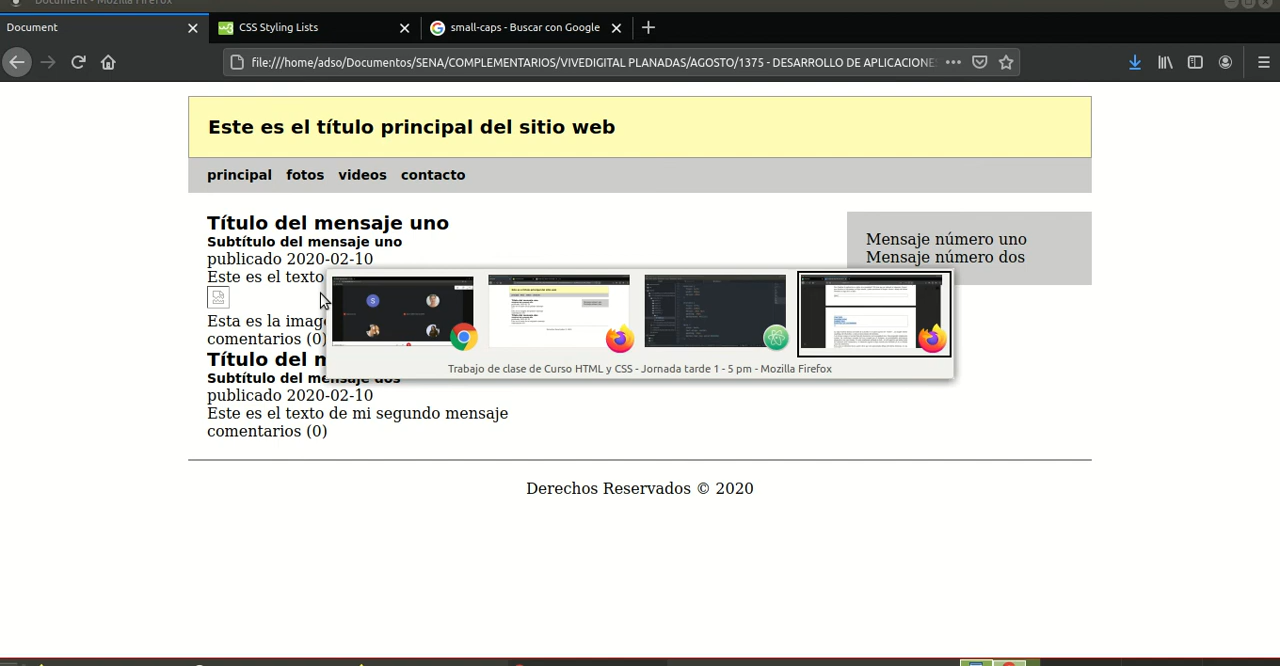 Document - Mozilla Firefox
Document
CSS Styling Lists
small-caps - Buscar con Google
file:///home/adso/Documentos/SENA/COMPLEMENTARIOS/VIVEDIGITAL PLANADAS/AGOSTO/1375 - DESARROLLO DE APLICACIONE
Este es el título principal del sitio web
principal fotos videos contacto
Título del mensaje uno
Subtítulo del mensaje uno
publicado 2020-02-10
Este es el texto
Esta es la imag
comentarios (0)
Mensaje número uno
Mensaje número dos
S
Trabajo de clase de Curso HTML y CSS - Jornada tarde 1 - 5 pm - Mozilla Firefox
Título del m
Subtítulo del mensaje dos
publicado 2020-02-10
Este es el texto de mi segundo mensaje
comentarios (0)
Derechos Reservados © 2020